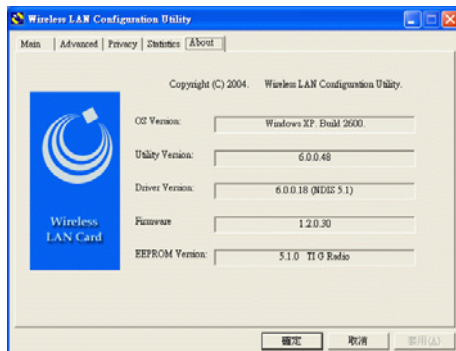 Wireless LAN Configuration Utility
Main Advanced Privacy Statistics About
Copyright (C) 2004. Wireless LAN Configuration Utility.
OS Version: Windows XP. Build 2600.
Utility Version: 6.0.0.48
Driver Version: 6.0.0.18 (NDIS 5.1)
Firmware 1.2.0.30
EEPROM Version: 5.1.0 TI G Radio
Wireless
LAN Card
確定 取消 套用(A)